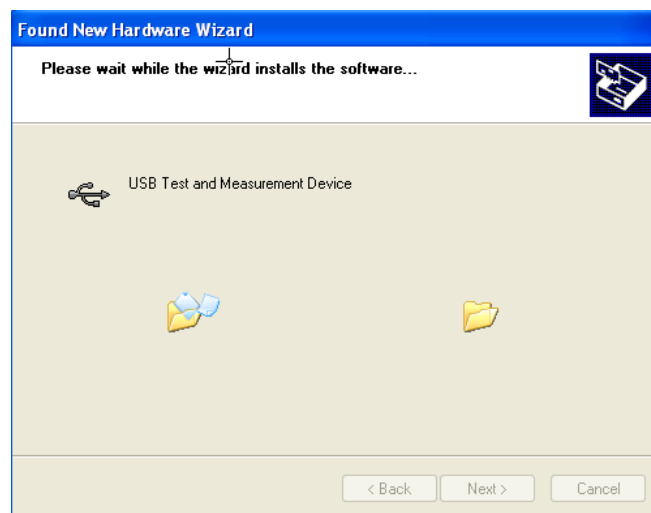 Found New Hardware Wizard
Please wait while the wizard installs the software...
USB Test and Measurement Device
< Back
Next >
Cancel